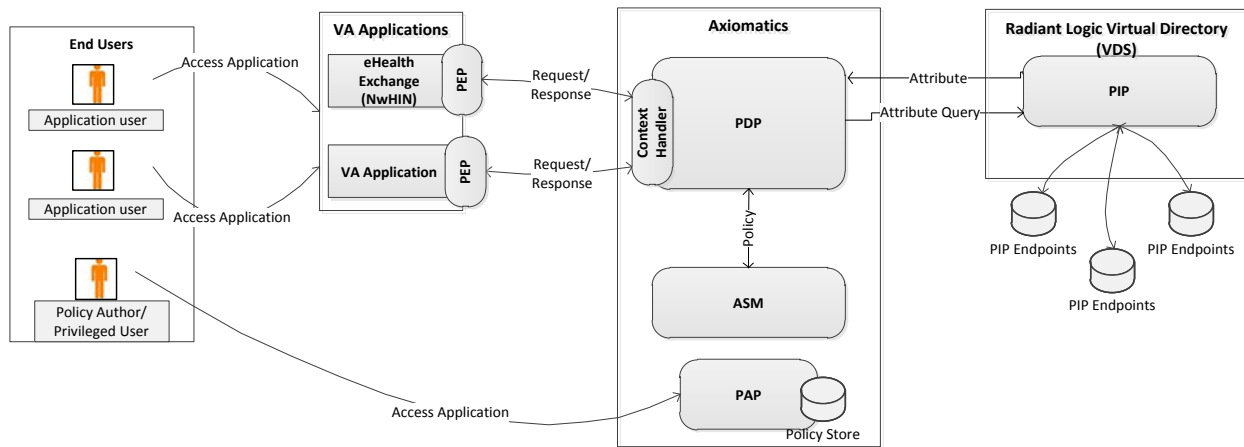 End Users
Application user
Application user
Policy Author/
Privileged User
Access Application
Access Application
Access Application
VA Applications
eHealth
Exchange
(NwHIN)
PEP
VA Application
PEP
Request/
Response
Request/
Response
Axiomatics
Context
Handler
PDP
Policy
ASM
PAP
Policy Store
Attribute
Attribute Query
Radiant Logic Virtual Directory
(VDS)
PIP
PIP Endpoints
PIP Endpoints
PIP Endpoints